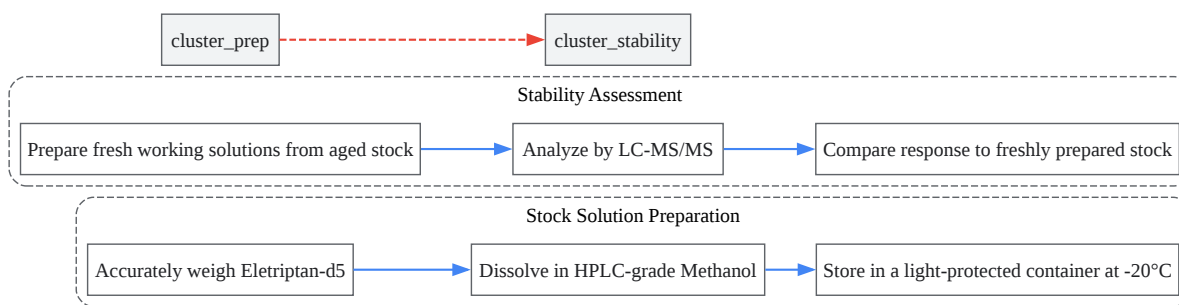 cluster_prep
cluster_stability
Stability Assessment
Prepare fresh working solutions from aged stock
Analyze by LC-MS/MS
Compare response to freshly prepared stock
Stock Solution Preparation
Accurately weigh Eletriptan-d5
Dissolve in HPLC-grade Methanol
Store in a light-protected container at -20°C